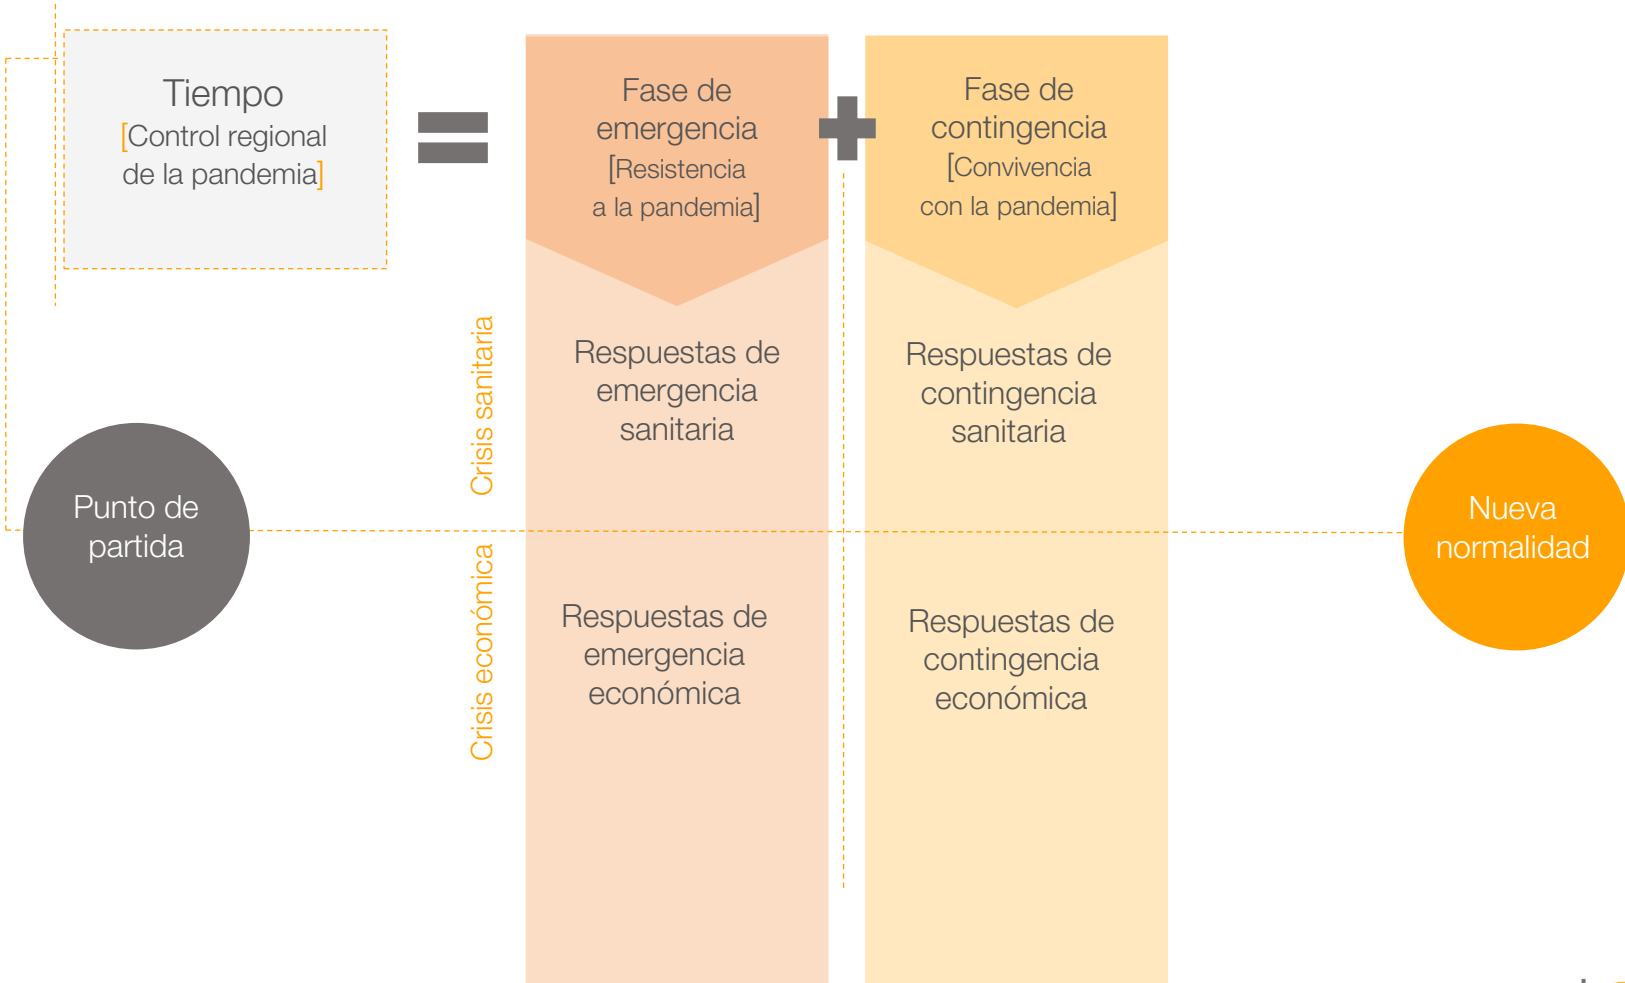 Tiempo
[Control regional
de la pandemia]
Fase de
emergencia
[Resistencia
a la pandemia]
Fase de
contingencia
[Convivencia
con la pandemia]
Crisis sanitaria
Respuestas de
emergencia
sanitaria
Respuestas de
contingencia
sanitaria
Punto de
partida
Nueva
normalidad
Crisis económica
Respuestas de
emergencia
económica
Respuestas de
contingencia
económica